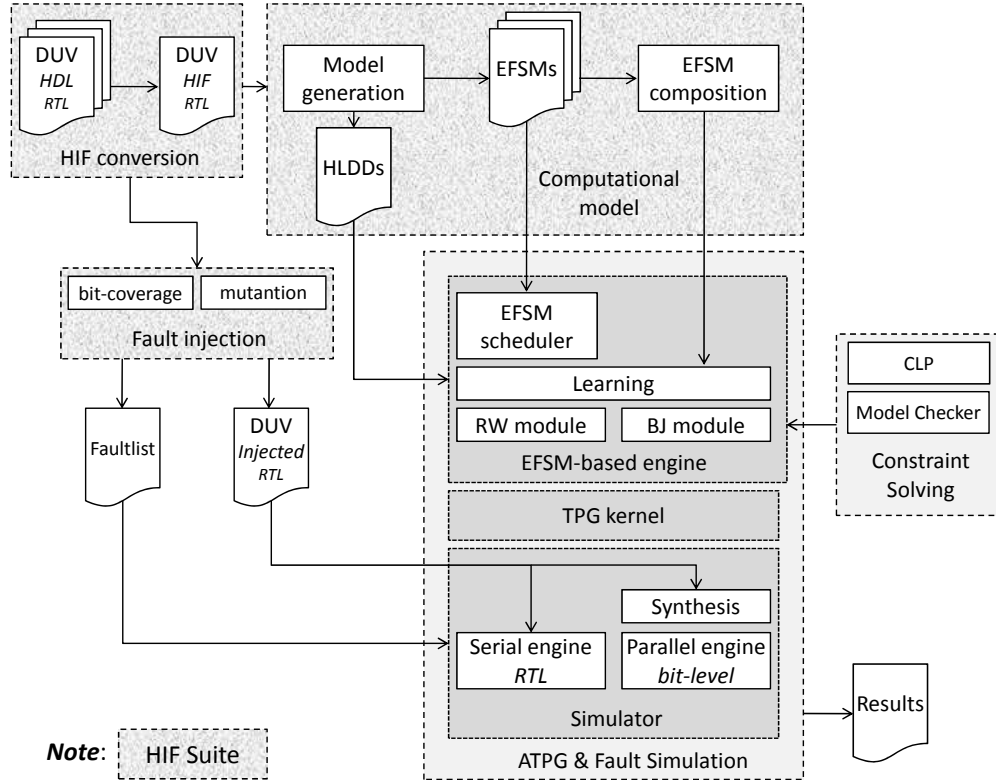 DUV
HDL
RTL
DUV
HIF
RTL
HIF conversion
Model
generation
EFSMs
EFSM
composition
HLDDs
Computational
model
bit-coverage
mutantion
Fault injection
EFSM
scheduler
Learning
RW module
BJ module
EFSM-based engine
CLP
Model Checker
Constraint
Solving
Faultlist
DUV
Injected
RTL
TPG kernel
Synthesis
Serial engine
RTL
Parallel engine
bit-level
Simulator
Results
ATPG & Fault Simulation
Note:
HIF Suite